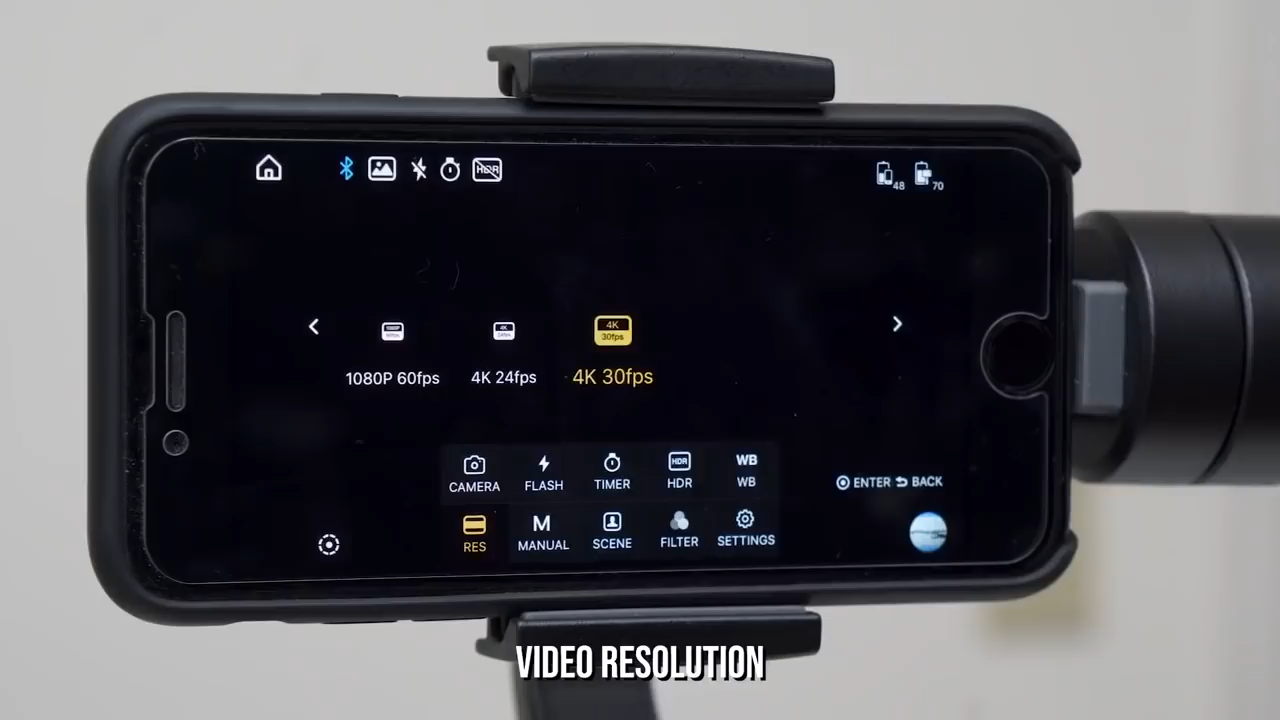 HDR
48
70
4K
30fps
1080P 60fps
4K 24fps
4K 30fps
CAMERA
FLASH
TIMER
HDR
HDR
WB
WB
ENTER
BACK
RES
M
MANUAL
SCENE
FILTER
SETTINGS
VIDEO RESOLUTION